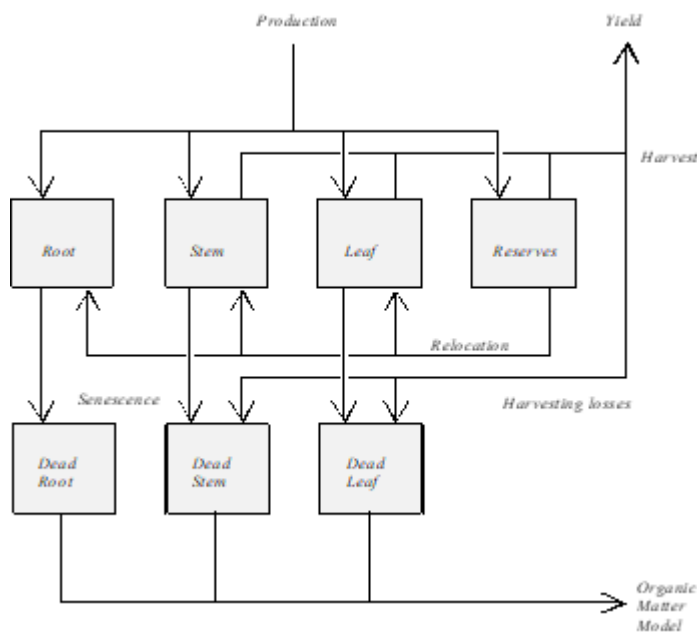 Production
Yield
Harvest
Root
Stem
Leaf
Reserves
Relocation
Senescence
Harvesting losses
Dead
Root
Dead
Stem
Dead
Leaf
Organic
Matter
Model